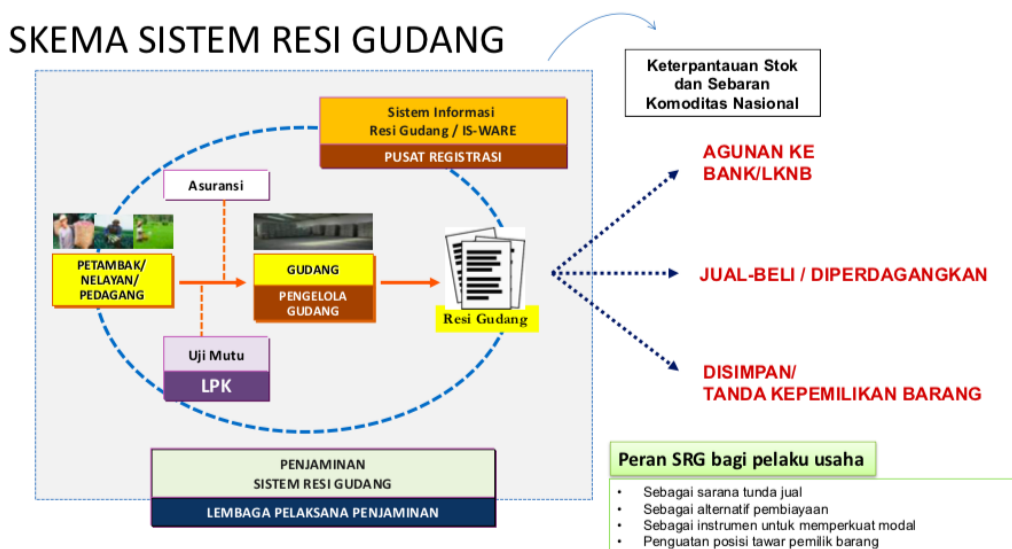 SKEMA SISTEM RESI GUDANG
Keterpantauan Stok
dan Sebaran
Komoditas Nasional
Sistem Informasi
Resi Gudang / IS-WARE
PUSAT REGISTRASI
Asuransi
PETAMBAK/
NELAYAN/
PEDAGANG
GUDANG
PENGELOLA
GUDANG
Resi Gudang
Uji Mutu
LPK
AGUNAN KE
BANK/LKNB
JUAL-BELI / DIPERDAGANGKAN
DISIMPAN/
TANDA KEPEMILIKAN BARANG
PENJAMINAN
SISTEM RESI GUDANG
LEMBAGA PELAKSANA PENJAMINAN
Peran SRG bagi pelaku usaha
• Sebagai sarana tunda jual
• Sebagai alternatif pembiayaan
• Sebagai instrumen untuk memperkuat modal
• Penguatan posisi tawar pemilik barang